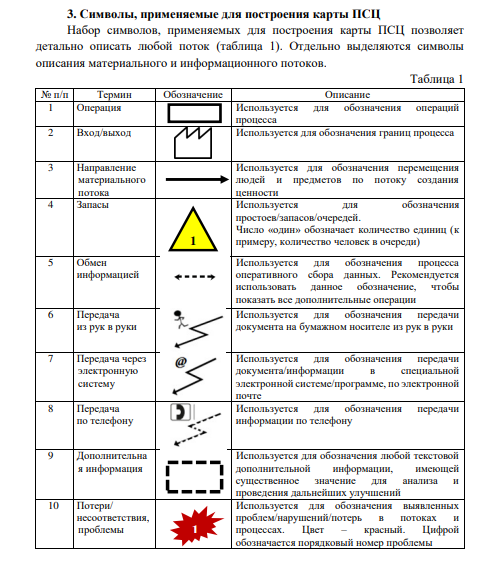 3. Символы, применяемые для построения карты ПСЦ
Набор символов, применяемых для построения карты ПСЦ позволяет
детально описать любой поток (таблица 1). Отдельно выделяются символы
описания материального и информационного потоков.
Таблица 1
№ п/п Термин Обозначение Описание
1 Операция Используется для обозначения операций
процесса
2 Вход/выход Используется для обозначения границ процесса
3 Направление Используется для обозначения перемещения
материального людей и предметов по потоку создания
потока ценности
4 Запасы Используется для обозначения
простоев/запасов/очередей.
Число «один» обозначает количество единиц (к
1 примеру, количество человек в очереди)
5 Обмен Используется для обозначения процесса
информацией оперативного сбора данных. Рекомендуется
использовать данное обозначение, чтобы
показать все дополнительные операции
6 Передача Используется для обозначения передачи
из рук в руки документа на бумажном носителе из рук в руки
7 Передача через @ Используется для обозначения передачи
электронную документа/информации в специальной
систему электронной системе/программе, по электронной
почте
8 Передача Используется для обозначения передачи
по телефону информации по телефону
9 Дополнительна Используется для обозначения любой текстовой
я информация дополнительной информации, имеющей
существенное значение для анализа и
проведения дальнейших улучшений
10 Потери/ Используется для обозначения выявленных
несоответствия, проблем/нарушений/потерь в потоках и
проблемы 1 процессах. Цвет – красный. Цифрой
обозначается порядковый номер проблемы